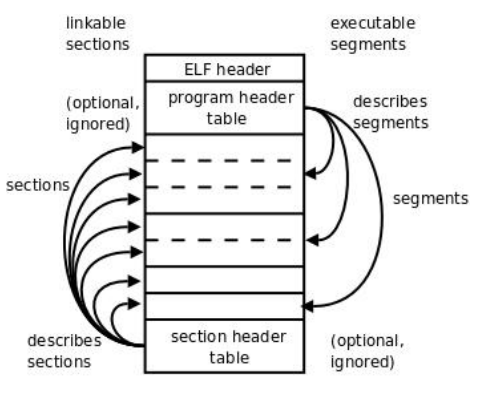 linkable
sections
executable
segments
ELF header
(optional,
ignored)
program header
table
describes
segments
sections
segments
describes
sections
section header
table
(optional,
ignored)